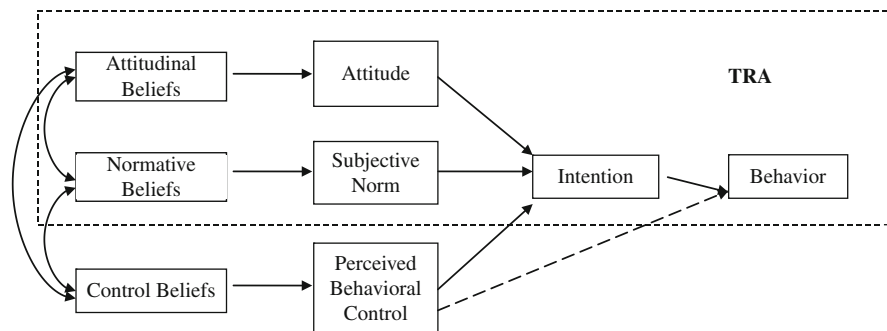 Attitudinal
Beliefs
Attitude
TRA
Normative
Beliefs
Subjective
Norm
Intention
Behavior
Control Beliefs
Perceived
Behavioral
Control